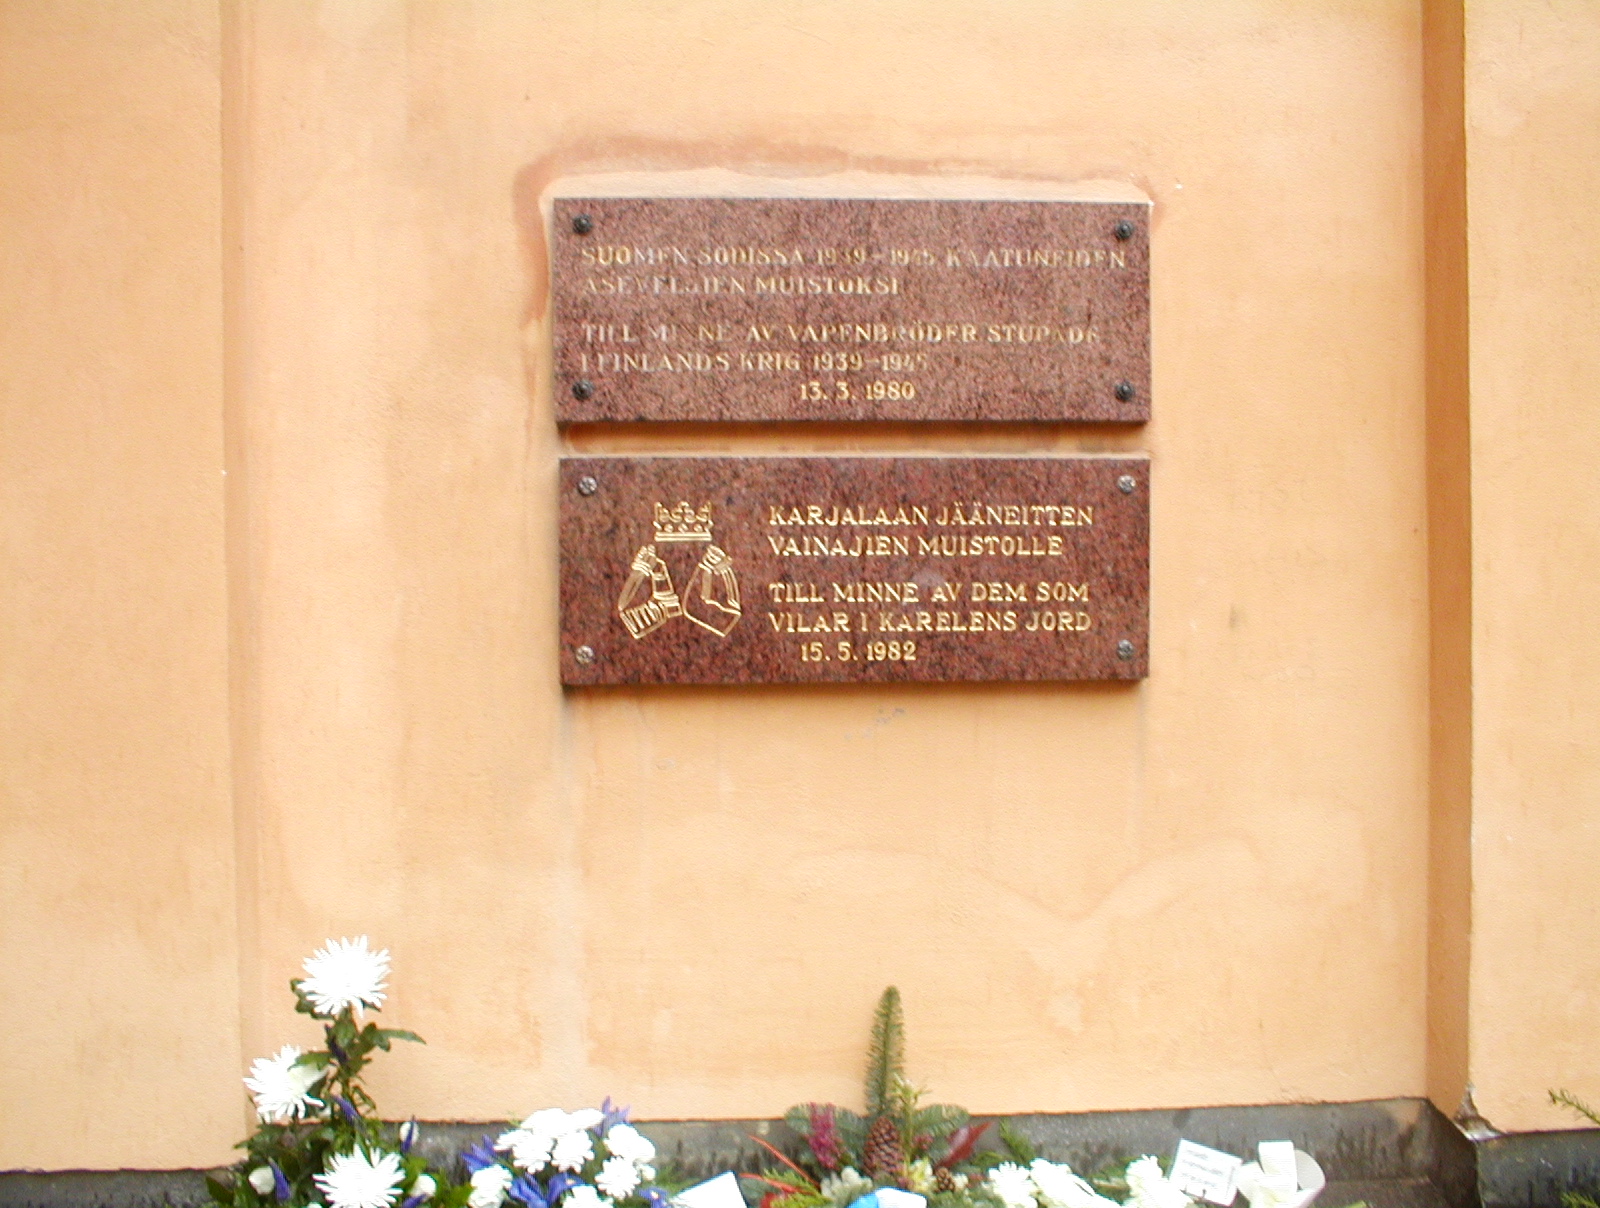 SUOMEN SODISSA 1939-1945 KAATUNEIDEN
ASEVELJIEN MUISTOKSI
TILL MINNE AV VAPENBRÖDER STUPADE
I FINLANDS KRIG 1939-1945
13. 3. 1980
KARJALAAN JÄÄNEITTEN
VAINAJIEN MUISTOLLE
TILL MINNE AV DEM SOM
VILAR I KARELENS JORD
15. 5. 1982